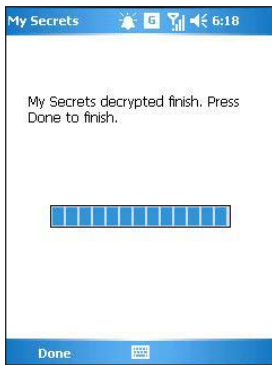 My Secrets G 6:18
My Secrets decrypted finish. Press
Done to finish.
Done